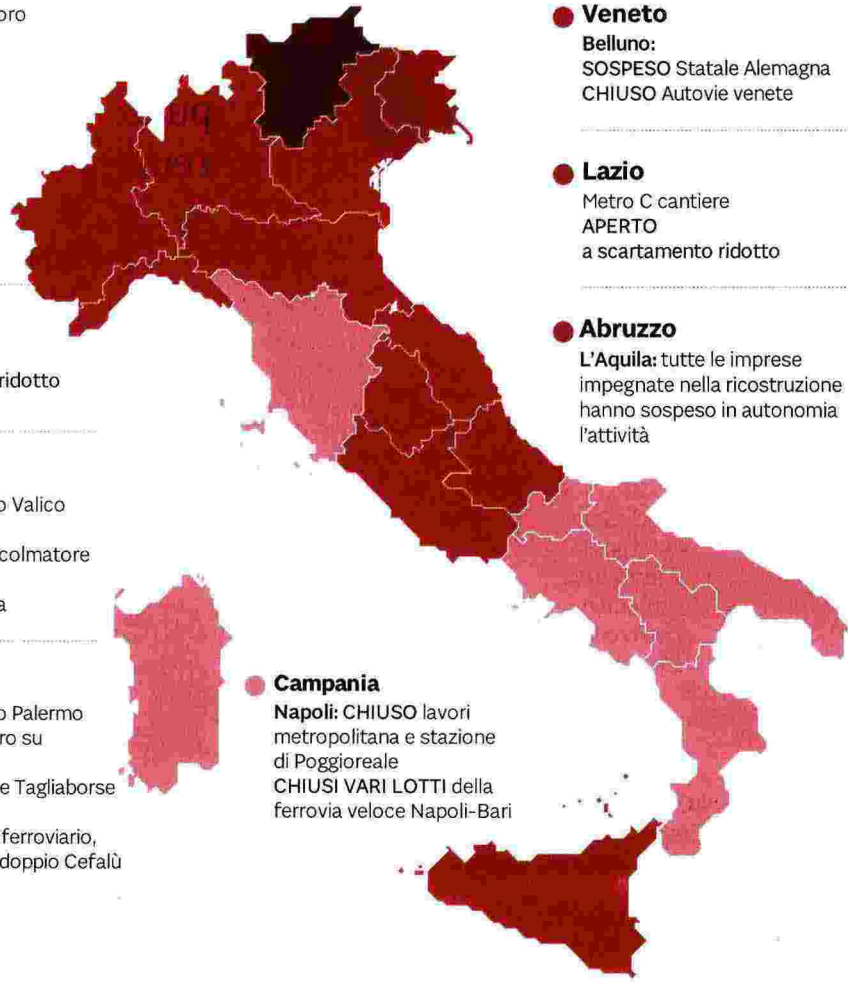 oro
ridotto
o Valico
colmatore
a
o Palermo
ro su
e Tagliaborse
ferroviario,
doppio Cefalù
Veneto
Belluno:
SOSPESO Statale Alemagna
CHIUSO Autovie venete
Lazio
Metro C cantiere
APERTO
a scartamento ridotto
Abruzzo
L'Aquila: tutte le imprese
impegnate nella ricostruzione
hanno sospeso in autonomia
l'attività
Campania
Napoli: CHIUSO lavori
metropolitana e stazione
di Poggioreale
CHIUSI VARI LOTTI della
ferrovia veloce Napoli-Bari